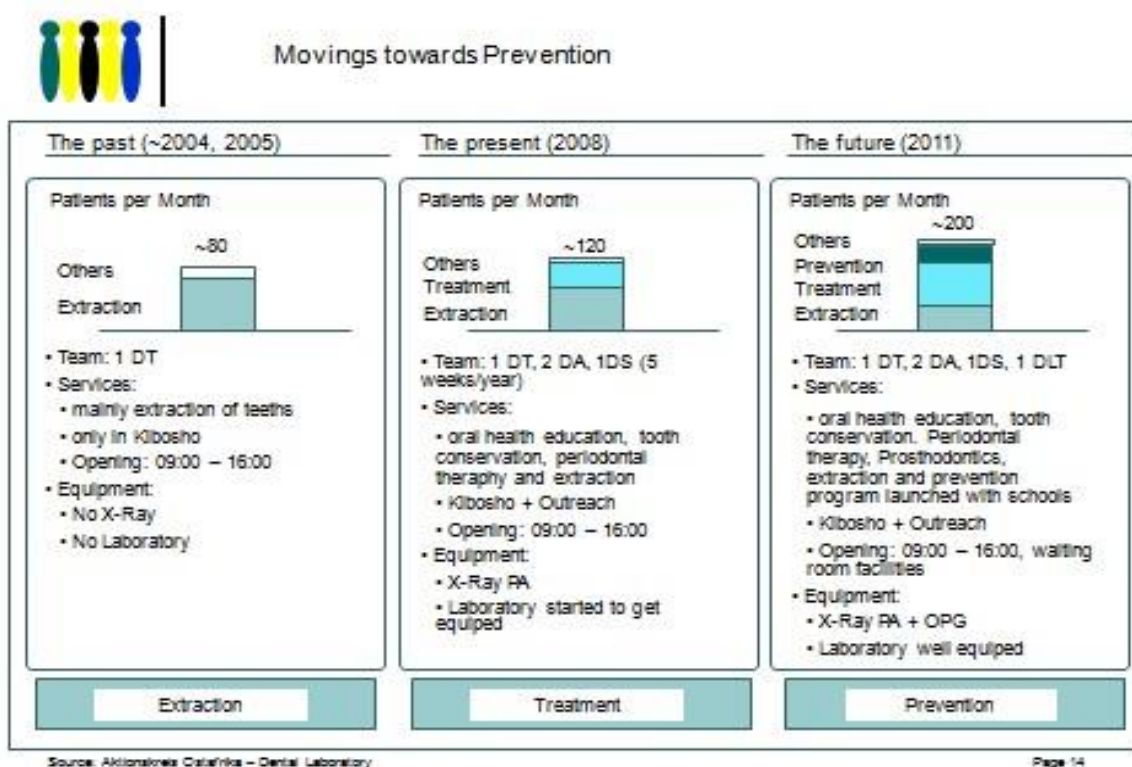 Movings towards Prevention
The past (~2004, 2005)
Patients per Month
~80
Others
Extraction
• Team: 1 DT
• Services:
• mainly extraction of teeths
• only in Kibosho
• Opening: 09:00 – 16:00
• Equipment:
• No X-Ray
• No Laboratory
Extraction
The present (2008)
Patients per Month
~120
Others
Treatment
Extraction
• Team: 1 DT, 2 DA, 1DS (5
weeks/year)
• Services:
• oral health education, tooth
conservation, periodontal
theraphy and extraction
• Kibosho + Outreach
• Opening: 09:00 – 16:00
• Equipment:
• X-Ray PA
• Laboratory started to get
equiped
Treatment
The future (2011)
Patients per Month
~200
Others
Prevention
Treatment
Extraction
• Team: 1 DT, 2 DA, 1DS, 1 DLT
• Services:
• oral health education, tooth
conservation. Periodontal
therapy, Prosthodontics,
extraction and prevention
program launched with schools
• Kibosho + Outreach
• Opening: 09:00 – 16:00, waiting
room facilities
• Equipment:
• X-Ray PA + OPG
• Laboratory well equiped
Prevention
Source: Aktionskreis Ostafrika – Dental Laboratory
Page 14